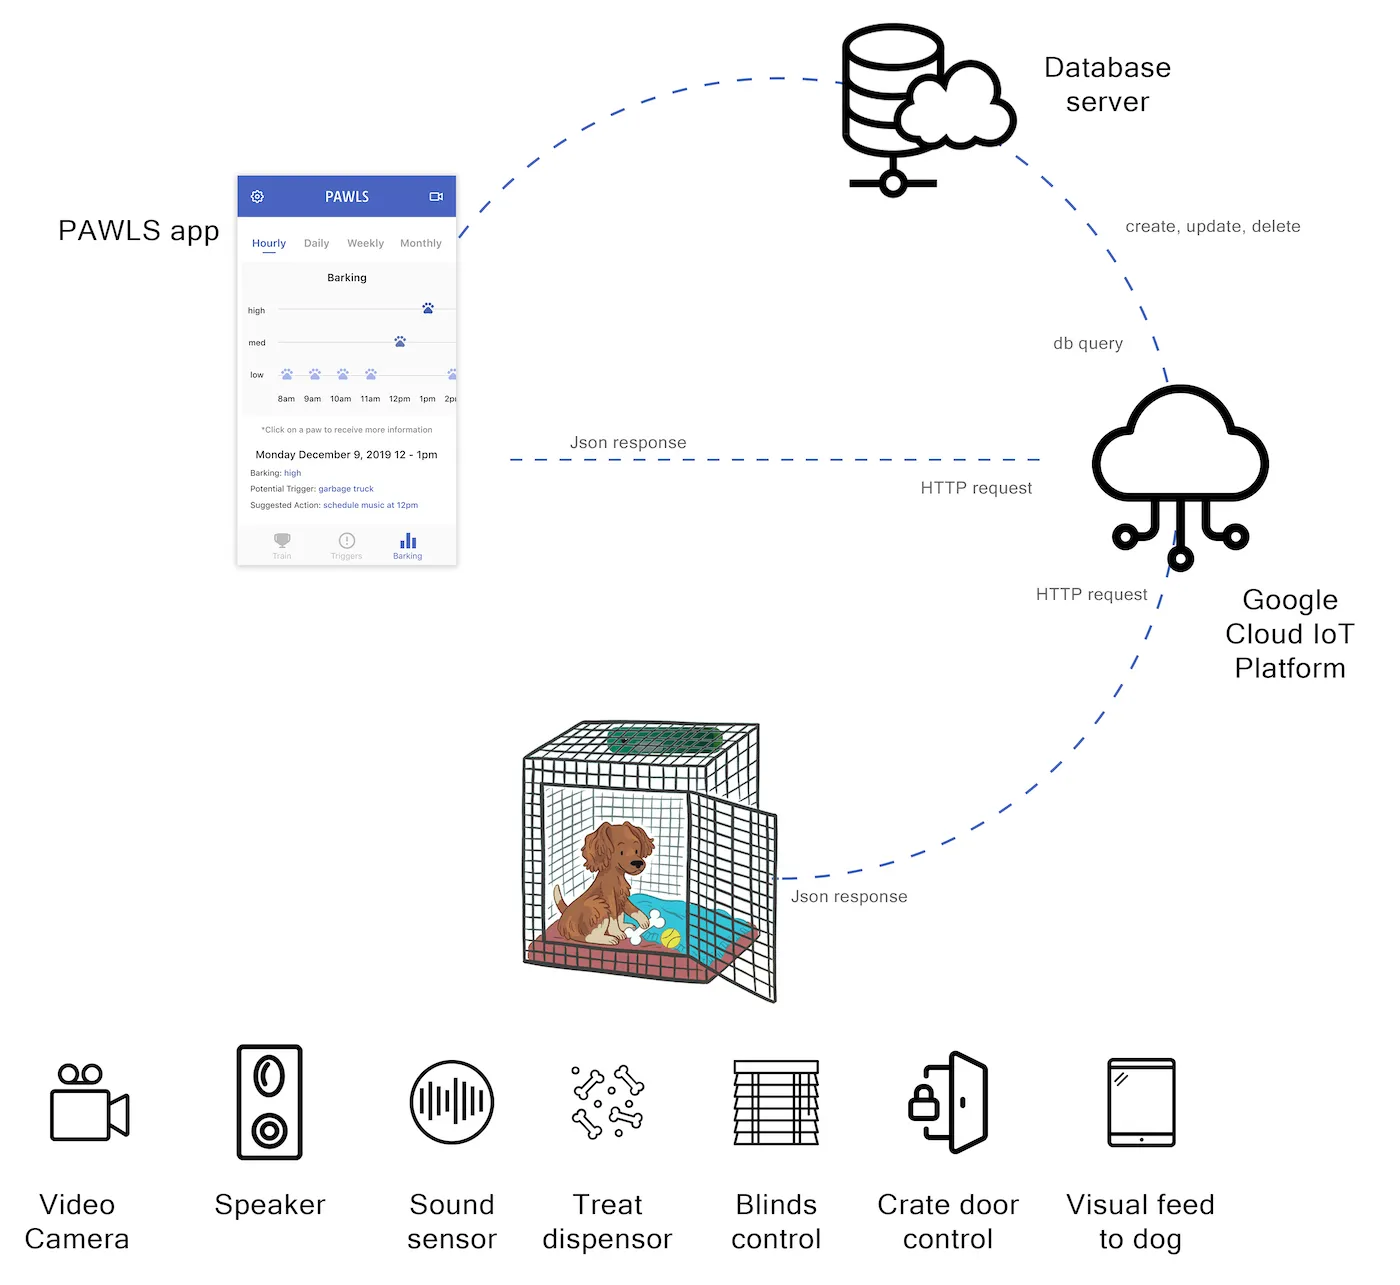 Database
server
PAWLS app
PAWLS
Hourly Daily Weekly Monthly
Barking
high
med
low
8am 9am 10am 11am 12pm 1pm 2p
*Click on a paw to receive more information
Monday December 9, 2019 12 - 1pm
Barking: high
Potential Trigger: garbage truck
Suggested Action: schedule music at 12pm
Train Triggers Barking
create, update, delete
db query
Json response
HTTP request
HTTP request
Google
Cloud IoT
Platform
Json response
Video
Camera
Speaker
Sound
sensor
Treat
dispensor
Blinds
control
Crate door
control
Visual feed
to dog